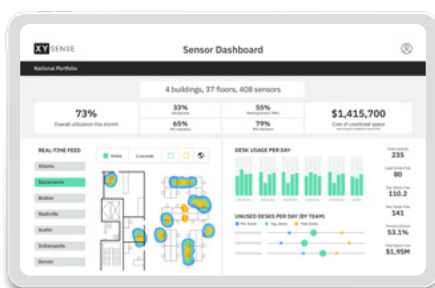 XY SENSE
Sensor Dashboard
National Portfolio
4 buildings, 37 floors, 408 sensors
73%
Overall utilization this month
33%
55%
65%
79%
$1,415,700
Cost of unutilized space
REAL-TIME FEED
Atlanta
Sacramento
Boston
Nashville
Austin
Indianapolis
Denver
DESK USAGE PER DAY
UNUSED DESKS PER DAY (BY TEAM)
235
80
110.2
141
53.1%
$1,95M